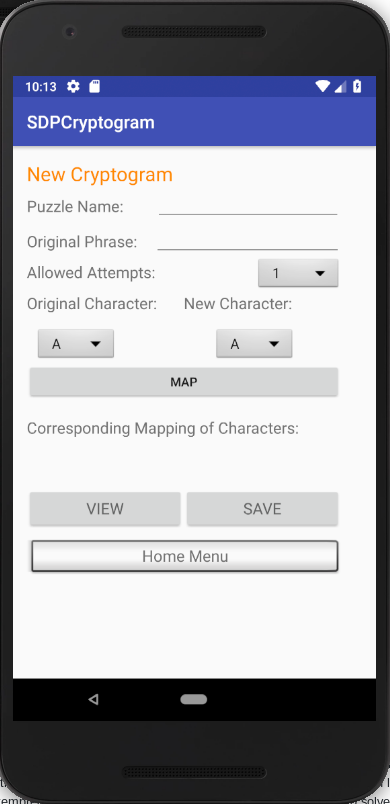 10:13
SDPCryptogram
New Cryptogram
Puzzle Name:
Original Phrase:
Allowed Attempts: 1
Original Character: New Character:
A A
MAP
Corresponding Mapping of Characters:
VIEW SAVE
Home Menu
solve